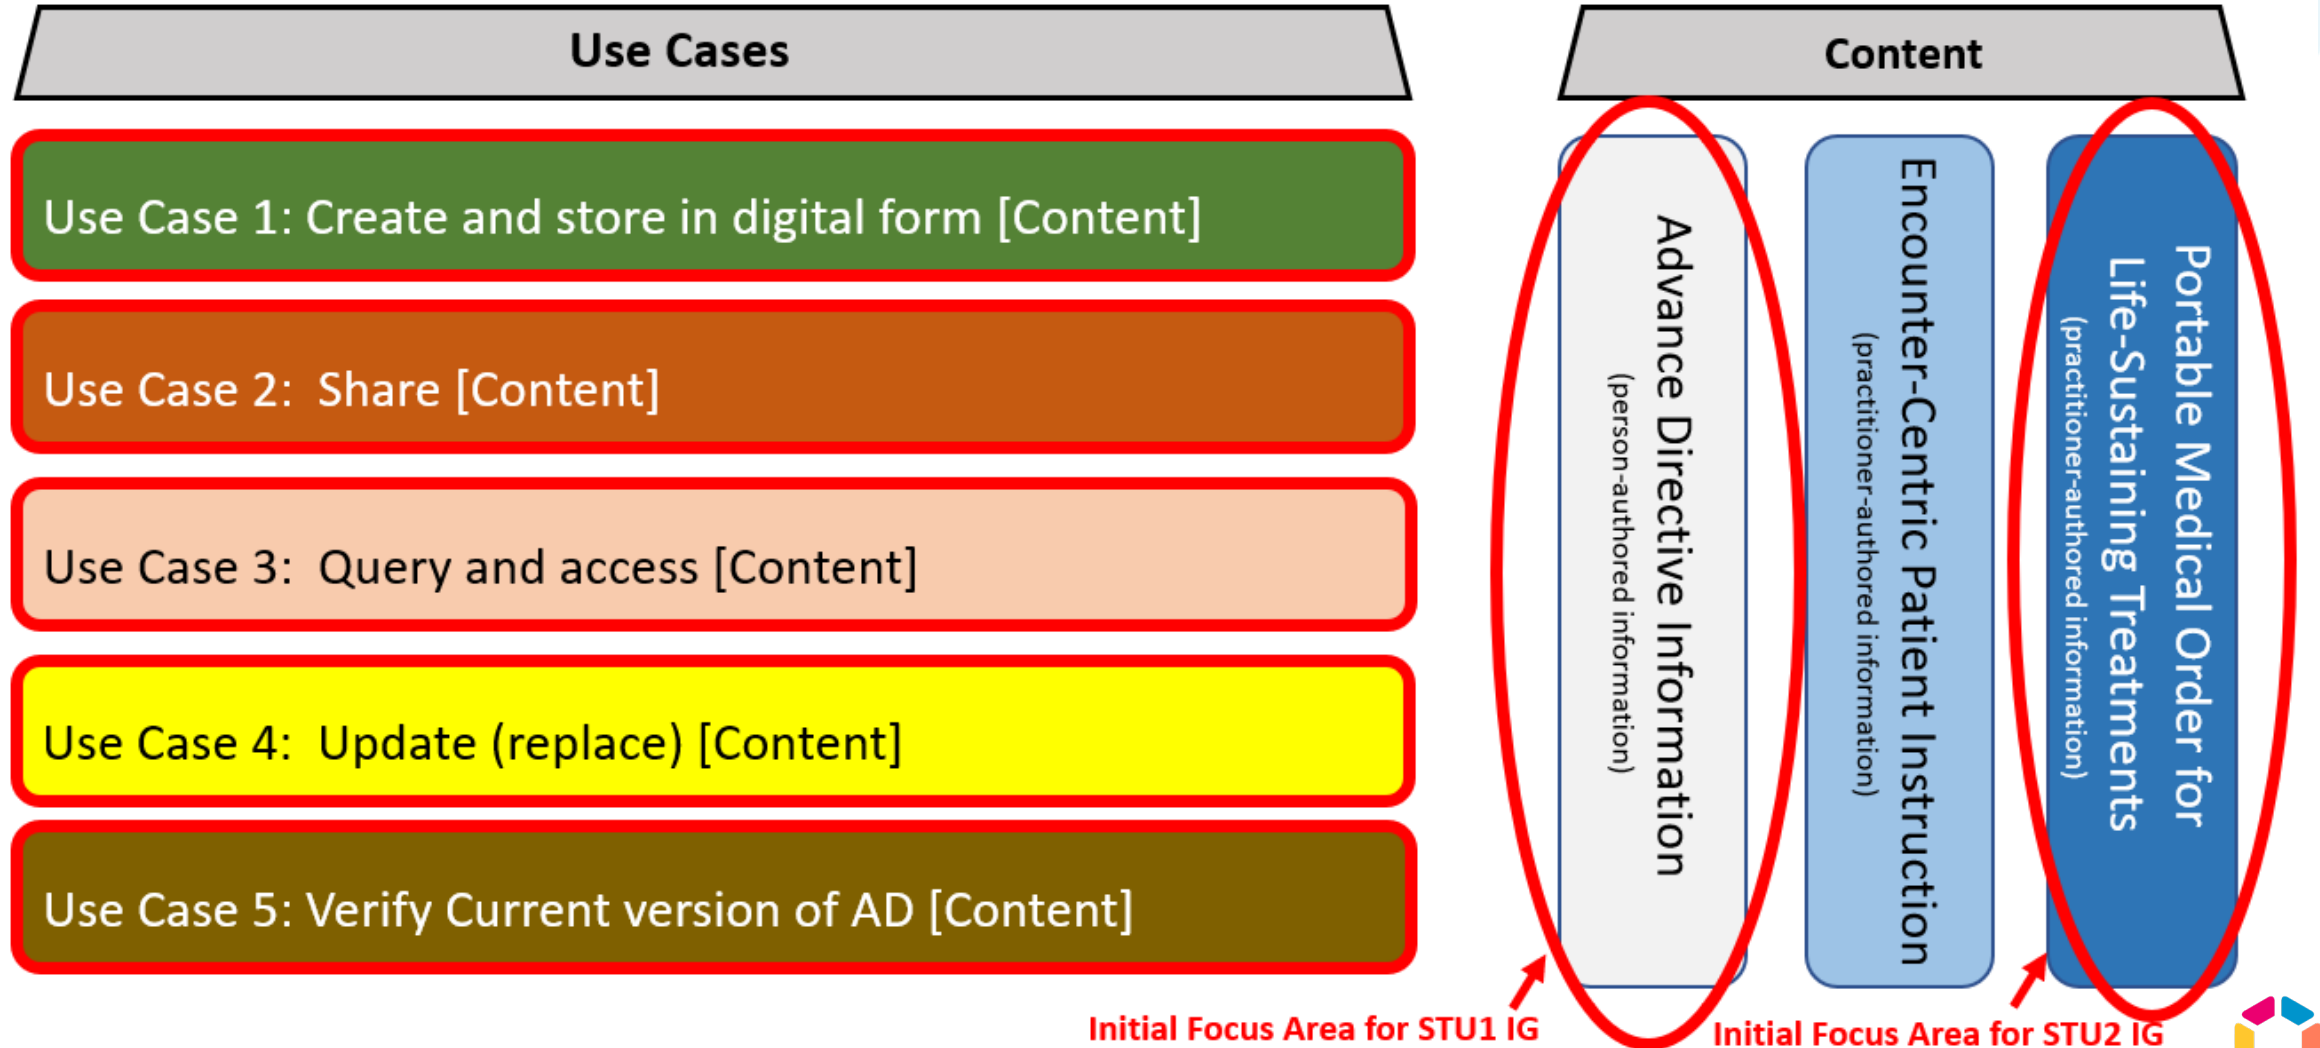 Use Cases
Use Case 1: Create and store in digital form [Content]
Use Case 2:  Share [Content]
Use Case 3:  Query and access [Content]
Use Case 4:  Update (replace) [Content]
Use Case 5: Verify Current version of AD [Content]
Content
Advance Directive Information
(person-authored information)
Encounter-Centric Patient Instruction
(practitioner-authored information)
Portable Medical Order for
Life-Sustaining Treatments
(practitioner-authored information)
Initial Focus Area for STU1 IG
Initial Focus Area for STU2 IG